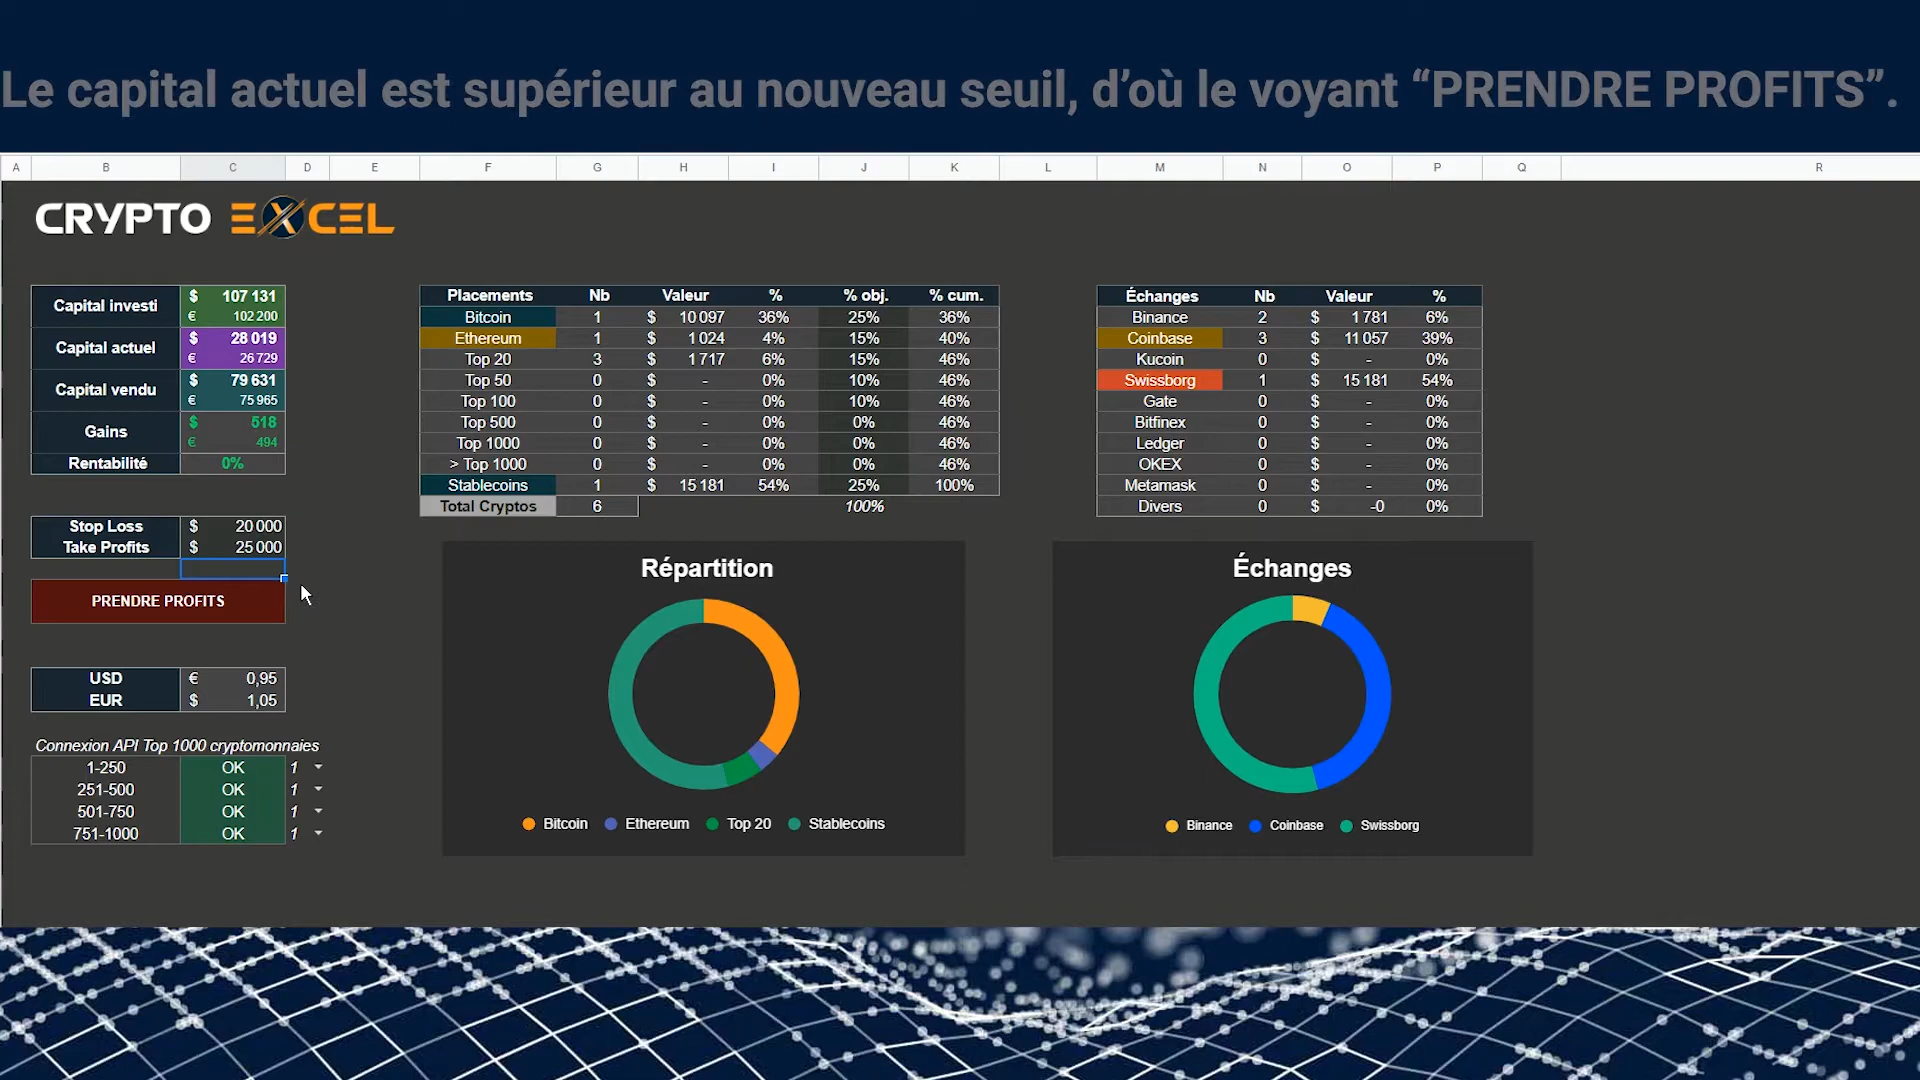 Le capital actuel est supérieur au nouveau seuil, d’où le voyant “PRENDRE PROFITS”.
A B C D E F G H I J K L M N O P Q R
CRYPTO EXCEL
Capital investi $ 107 131
€ 102 200
Capital actuel $ 28 019
€ 26 729
Capital vendu $ 79 631
€ 75 965
Gains $ 518
€ 494
Rentabilité 0%
Stop Loss $ 20 000
Take Profits $ 25 000
PRENDRE PROFITS
USD € 0,95
EUR $ 1,05
Connexion API Top 1000 cryptomonnaies
1-250 OK 1
251-500 OK 1
501-750 OK 1
751-1000 OK 1
Placements Nb Valeur % % obj. % cum.
Bitcoin 1 $ 10 097 36% 25% 36%
Ethereum 1 $ 1 024 4% 15% 40%
Top 20 3 $ 1 717 6% 15% 46%
Top 50 0 $ - 0% 10% 46%
Top 100 0 $ - 0% 10% 46%
Top 500 0 $ - 0% 0% 46%
Top 1000 0 $ - 0% 0% 46%
> Top 1000 0 $ - 0% 0% 46%
Stablecoins 1 $ 15 181 54% 25% 100%
Total Cryptos 6 100%
Échanges Nb Valeur %
Binance 2 $ 1 781 6%
Coinbase 3 $ 11 057 39%
Kucoin 0 $ - 0%
Swissborg 1 $ 15 181 54%
Gate 0 $ - 0%
Bitfinex 0 $ - 0%
Ledger 0 $ - 0%
OKEX 0 $ - 0%
Metamask 0 $ - 0%
Divers 0 $ -0 0%
Répartition
Bitcoin Ethereum Top 20 Stablecoins
Échanges
Binance Coinbase Swissborg